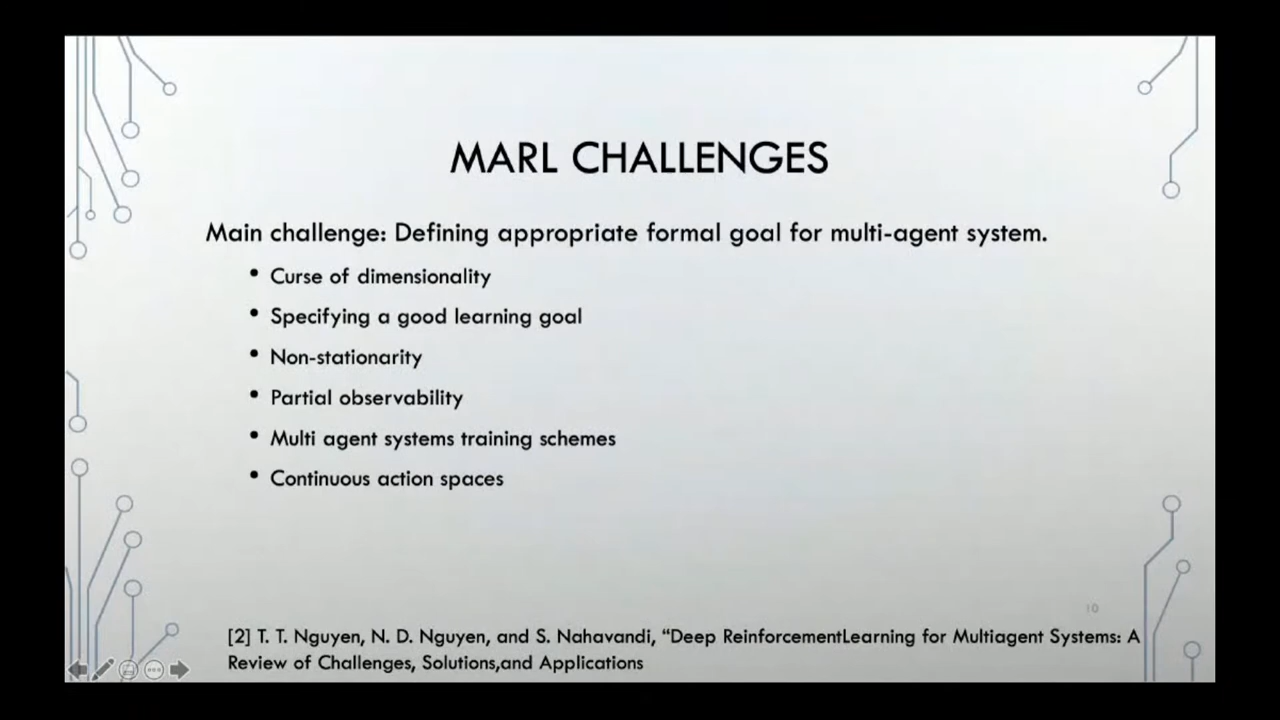 MARL CHALLENGES
Main challenge: Defining appropriate formal goal for multi-agent system.
• Curse of dimensionality
• Specifying a good learning goal
• Non-stationarity
• Partial observability
• Multi agent systems training schemes
• Continuous action spaces
10
[2] T. T. Nguyen, N. D. Nguyen, and S. Nahavandi, “Deep ReinforcementLearning for Multiagent Systems: A
Review of Challenges, Solutions,and Applications